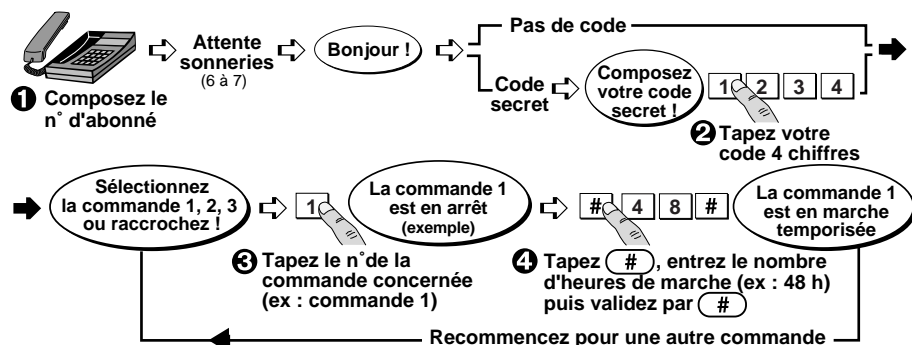 Attente
sonneries
(6 à 7)
Bonjour !
Pas de code
Code
secret
Composez
votre code
secret !
1 2 3 4
1 Composez le
n° d'abonné
2 Tapez votre
code 4 chiffres
Sélectionnez
la commande 1, 2, 3
ou raccrochez !
1
La commande 1
est en arrêt
(exemple)
# 4 8 #
La commande 1
est en marche
temporisée
3 Tapez le n°de la
commande concernée
(ex : commande 1)
4 Tapez #, entrez le nombre
d'heures de marche (ex : 48 h)
puis validez par #
Recommencez pour une autre commande